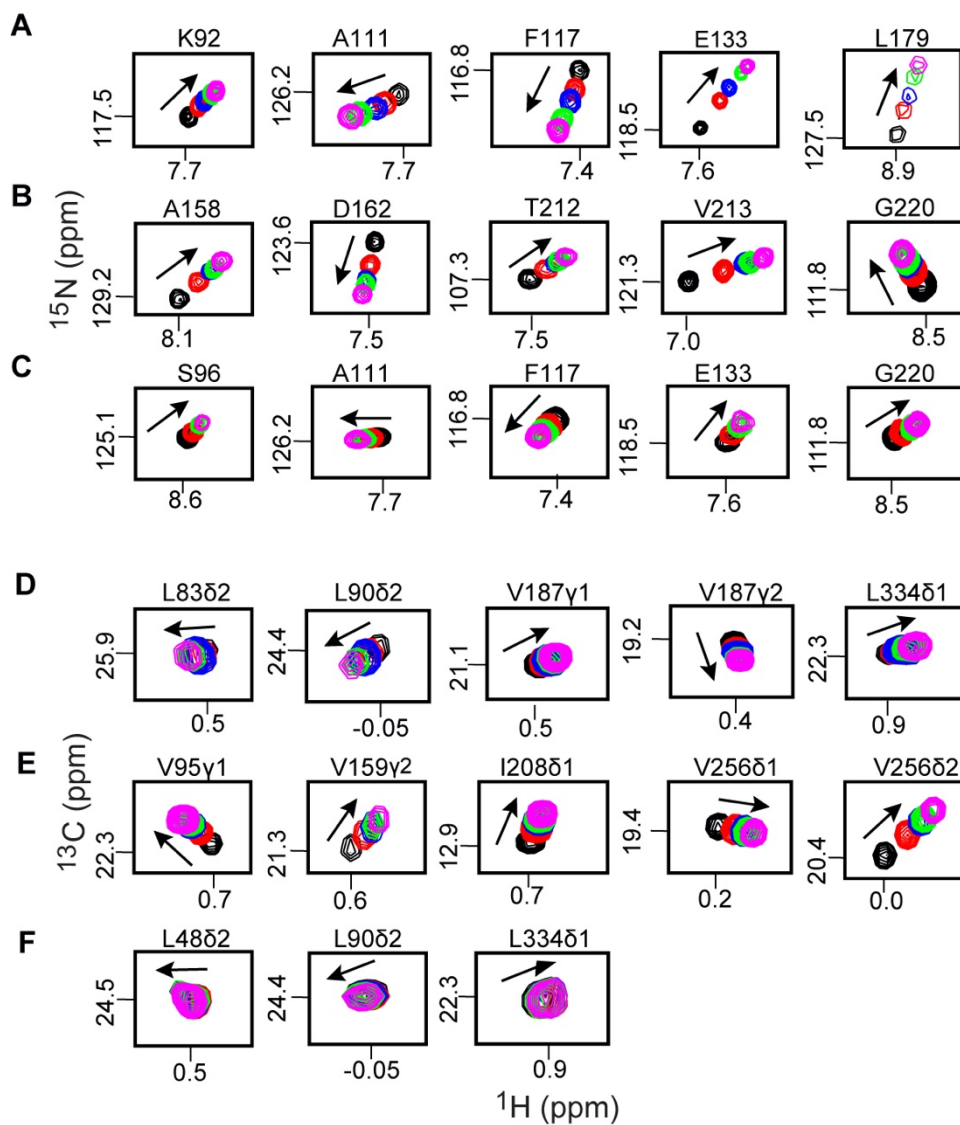 A
K92 A111 F117 E133 L179
117.5 126.2 116.8 118.5 127.5
7.7 7.7 7.4 7.6 8.9
B
A158 D162 T212 V213 G220
129.2 123.6 107.3 121.3 111.8
8.1 7.5 7.5 7.0 8.5
15N (ppm)
C
S96 A111 F117 E133 G220
125.1 126.2 116.8 118.5 111.8
8.6 7.7 7.4 7.6 8.5
D
L83δ2 L90δ2 V187γ1 V187γ2 L334δ1
25.9 24.4 21.1 19.2 22.3
0.5 -0.05 0.5 0.4 0.9
E
V95γ1 V159γ2 I208δ1 V256δ1 V256δ2
22.3 21.3 12.9 19.4 20.4
0.7 0.6 0.7 0.2 0.0
13C (ppm)
F
L48δ2 L90δ2 L334δ1
24.5 24.4 22.3
0.5 -0.05 0.9
1H (ppm)